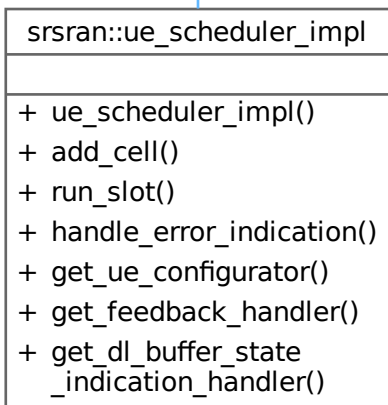 srsran::ue_scheduler_impl
+ ue_scheduler_impl()
+ add_cell()
+ run_slot()
+ handle_error_indication()
+ get_ue_configurator()
+ get_feedback_handler()
+ get_dl_buffer_state
_indication_handler()